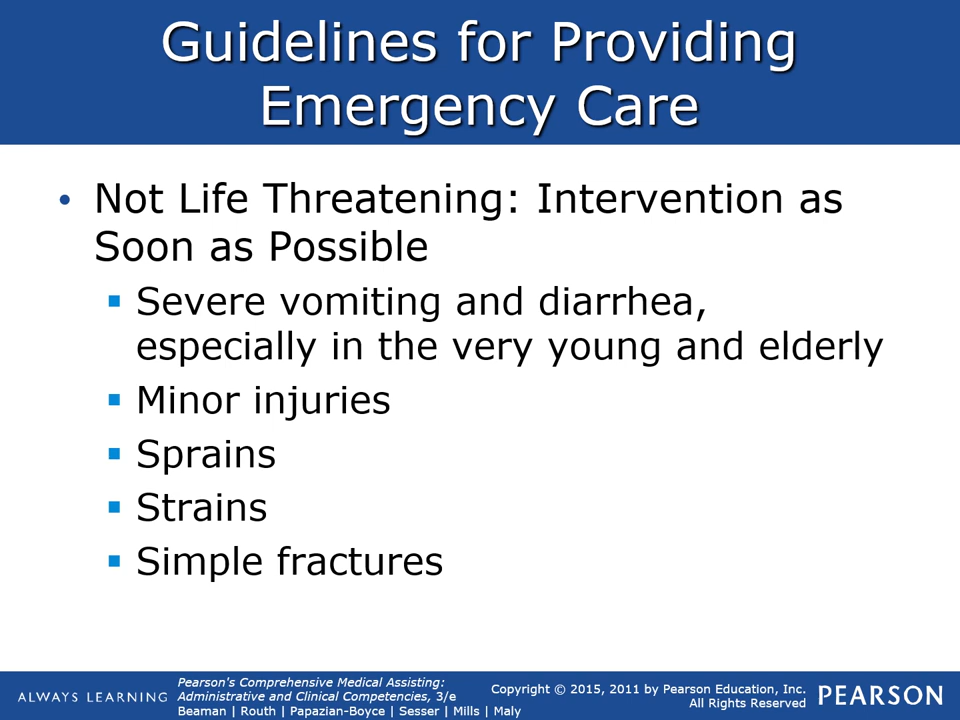 Guidelines for Providing
Emergency Care
• Not Life Threatening: Intervention as
Soon as Possible
▪ Severe vomiting and diarrhea,
especially in the very young and elderly
▪ Minor injuries
▪ Sprains
▪ Strains
▪ Simple fractures
ALWAYS LEARNING
Pearson's Comprehensive Medical Assisting:
Administrative and Clinical Competencies, 3/e
Beaman | Routh | Papazian-Boyce | Sesser | Mills | Maly
Copyright © 2015, 2011 by Pearson Education, Inc.
All Rights Reserved
PEARSON